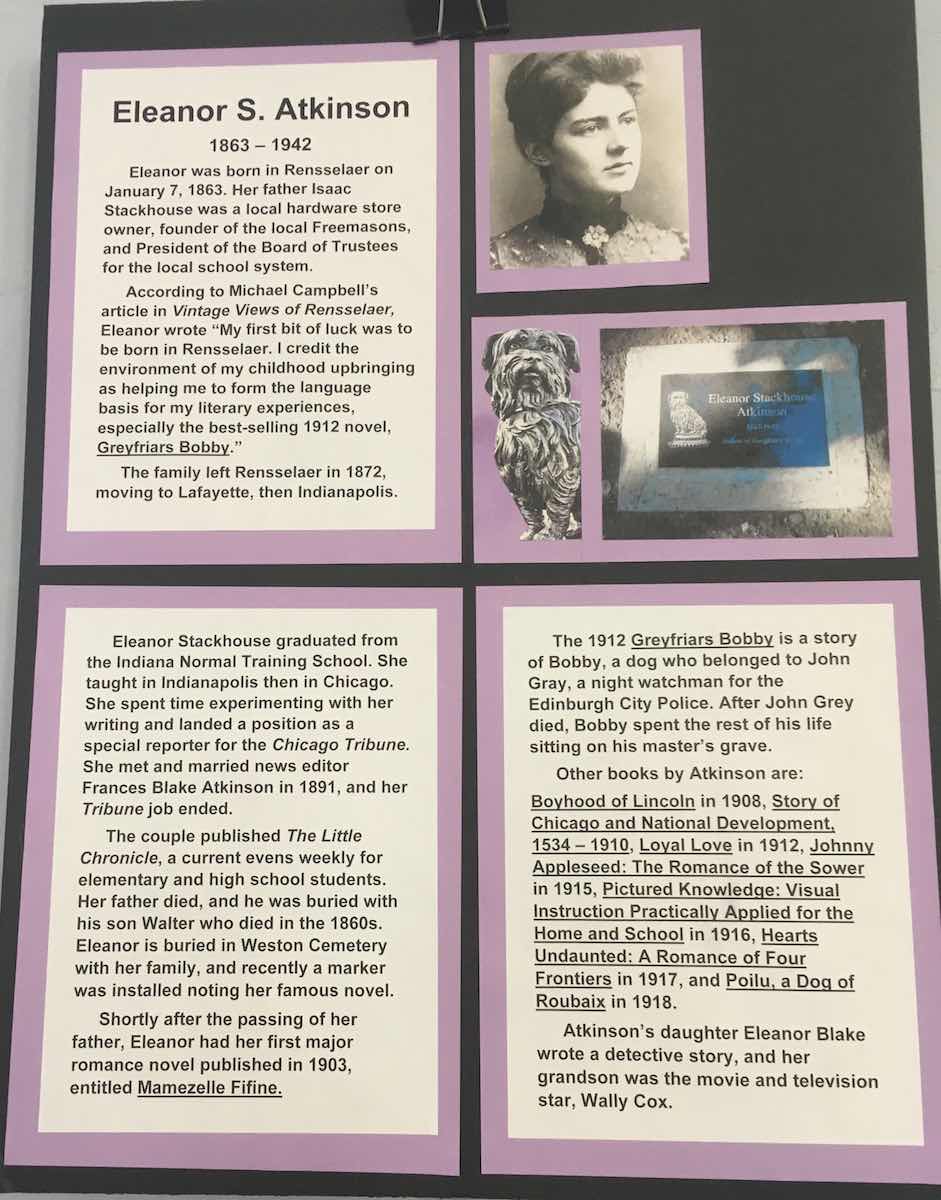 Eleanor S. Atkinson
1863 – 1942
Eleanor was born in Rensselaer on
January 7, 1863. Her father Isaac
Stackhouse was a local hardware store
owner, founder of the local Freemasons,
and President of the Board of Trustees
for the local school system.
According to Michael Campbell’s
article in Vintage Views of Rensselaer,
Eleanor wrote “My first bit of luck was to
be born in Rensselaer. I credit the
environment of my childhood upbringing
as helping me to form the language
basis for my literary experiences,
especially the best-selling 1912 novel,
Greyfriars Bobby.”
The family left Rensselaer in 1872,
moving to Lafayette, then Indianapolis.
Eleanor Stackhouse
Atkinson
Eleanor Stackhouse graduated from
the Indiana Normal Training School. She
taught in Indianapolis then in Chicago.
She spent time experimenting with her
writing and landed a position as a
special reporter for the Chicago Tribune.
She met and married news editor
Frances Blake Atkinson in 1891, and her
Tribune job ended.
The couple published The Little
Chronicle, a current evens weekly for
elementary and high school students.
Her father died, and he was buried with
his son Walter who died in the 1860s.
Eleanor is buried in Weston Cemetery
with her family, and recently a marker
was installed noting her famous novel.
Shortly after the passing of her
father, Eleanor had her first major
romance novel published in 1903,
entitled Mamezelle Fifine.
The 1912 Greyfriars Bobby is a story
of Bobby, a dog who belonged to John
Gray, a night watchman for the
Edinburgh City Police. After John Grey
died, Bobby spent the rest of his life
sitting on his master’s grave.
Other books by Atkinson are:
Boyhood of Lincoln in 1908, Story of
Chicago and National Development,
1534 – 1910, Loyal Love in 1912, Johnny
Appleseed: The Romance of the Sower
in 1915, Pictured Knowledge: Visual
Instruction Practically Applied for the
Home and School in 1916, Hearts
Undaunted: A Romance of Four
Frontiers in 1917, and Poilu, a Dog of
Roubaix in 1918.
Atkinson’s daughter Eleanor Blake
wrote a detective story, and her
grandson was the movie and television
star, Wally Cox.